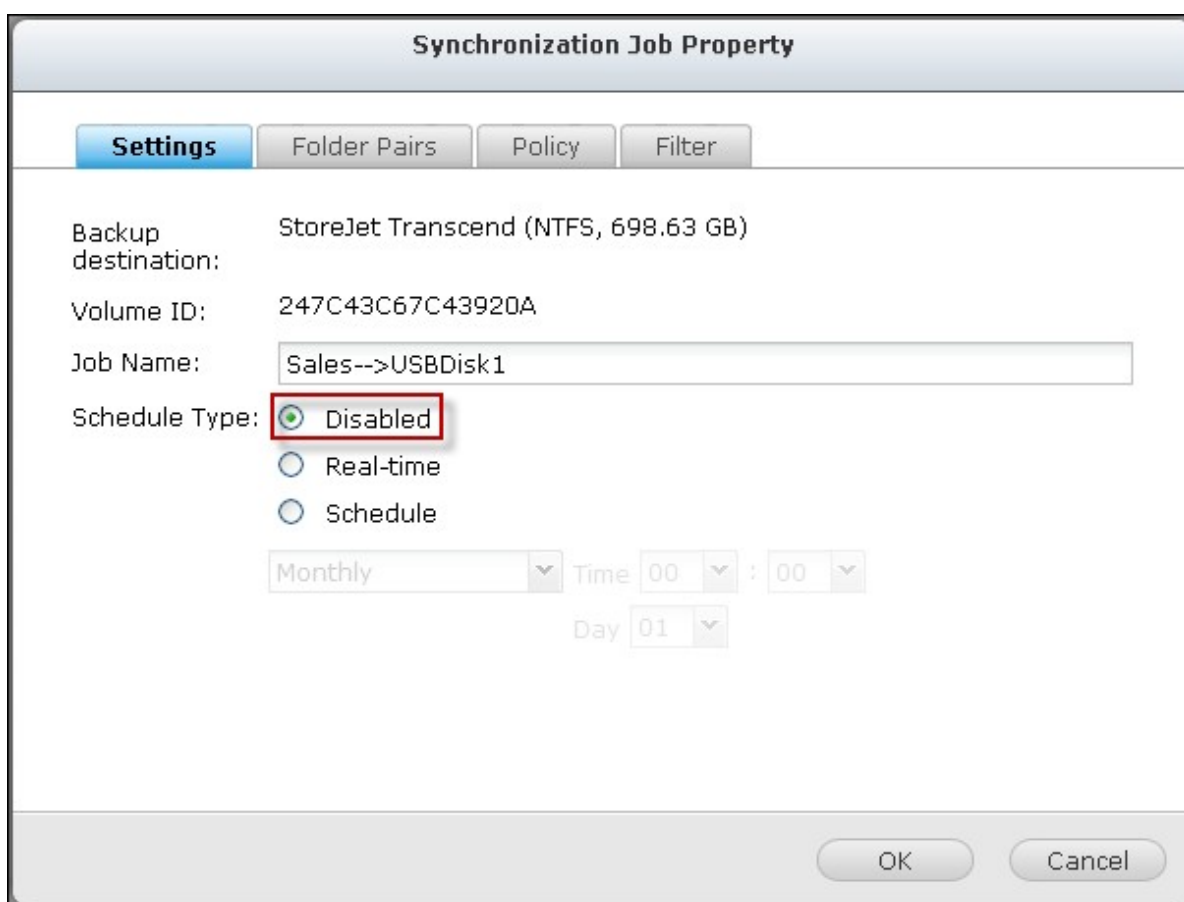 Synchronization Job Property
Settings Folder Pairs Policy Filter
Backup destination: StoreJet Transcend (NTFS, 698.63 GB)
Volume ID: 247C43C67C43920A
Job Name: Sales-->USBDisk1
Schedule Type: Disabled
Real-time
Schedule
Monthly Time 00 : 00
Day 01
OK Cancel